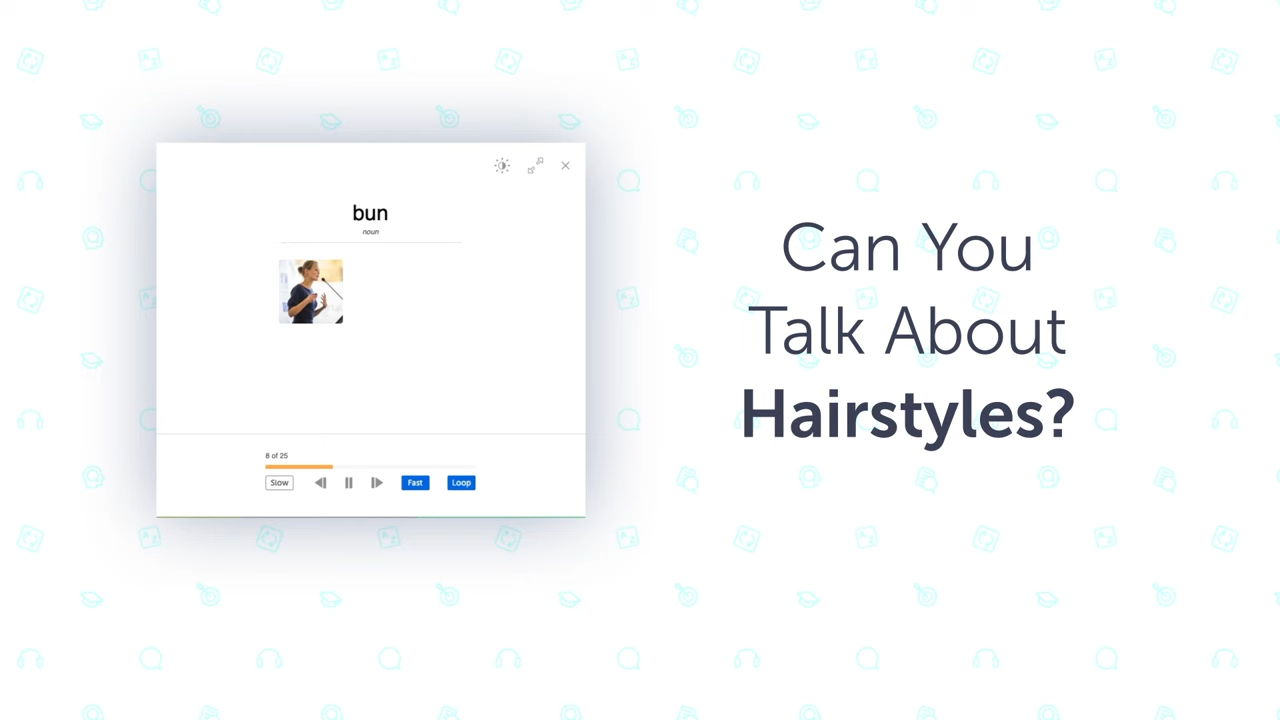 bun
noun
8 of 25
Slow
Fast
Loop
Can You
Talk About
Hairstyles?